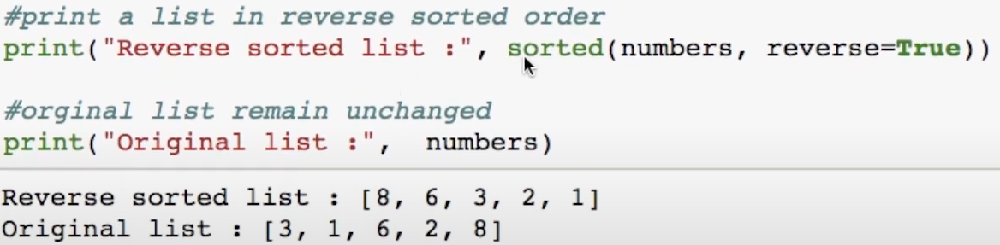 #print a list in reverse sorted order
print("Reverse sorted list :", sorted(numbers, reverse=True))
#orginal list remain unchanged
print("Original list :",  numbers)
Reverse sorted list : [8, 6, 3, 2, 1]
Original list : [3, 1, 6, 2, 8]